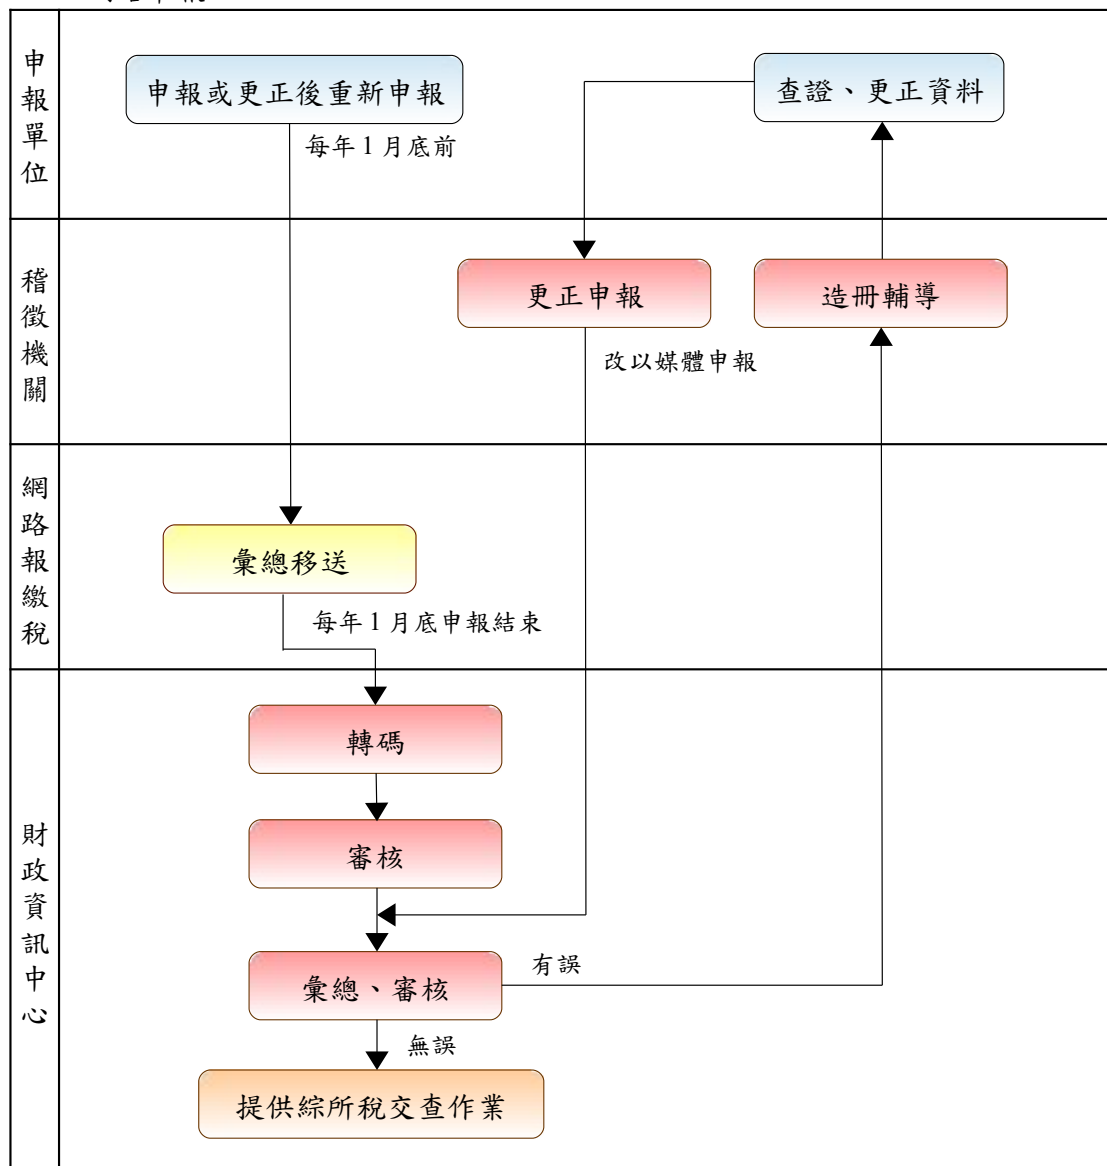 申報單位
申報或更正後重新申報
查證、更正資料
每年1月底前
稽徵機關
更正申報
造冊輔導
改以媒體申報
網路報繳稅
彙總移送
每年1月底申報結束
財政資訊中心
轉碼
審核
彙總、審核
有誤
無誤
提供綜所稅交查作業